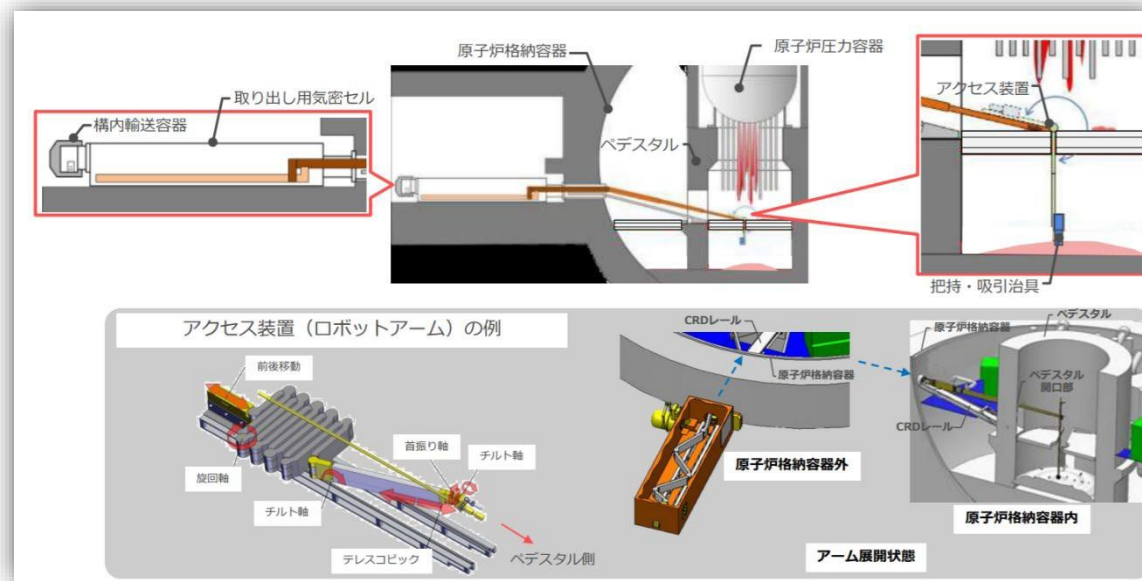 原子炉格納容器
原子炉圧力容器
取り出し用気密セル
構内輸送容器
ペデスタル
アクセス装置
把持・吸引治具
アクセス装置（ロボットアーム）の例
前後移動
旋回軸
チルト軸
テレスコピック
首振り軸
チルト軸
ペデスタル側
CRDレール
原子炉格納容器
原子炉格納容器外
アーム展開状態
ペデスタル
原子炉格納容器
ペデスタル
開口部
CRDレール
原子炉格納容器内